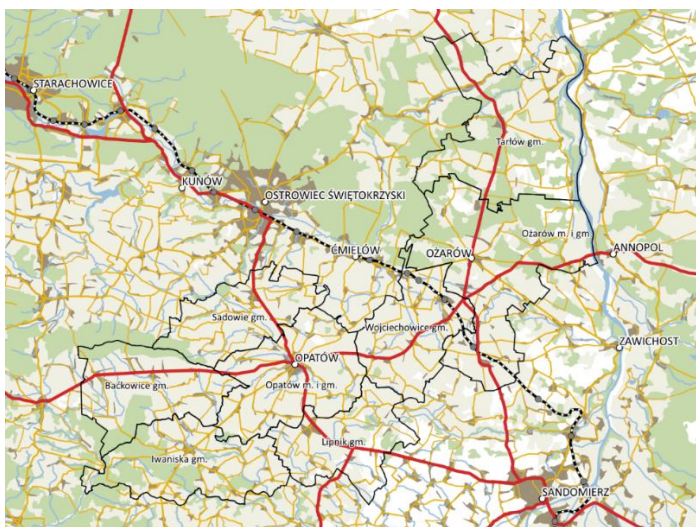 STARACHOWICE
Tarłów gm.
KUNÓW
OSTROWIEC ŚWIĘTOKRZYSKI
Ożarów m. i gm.
ĆMIELÓW
OŻARÓW
ANNOPOL
Sadowie gm.
Wojciechowice gm.
ZAWICHOST
OPATÓW
Baćkowice gm.
Opatów m. i gm.
Lipnik gm.
Iwaniska gm.
SANDOMIERZ